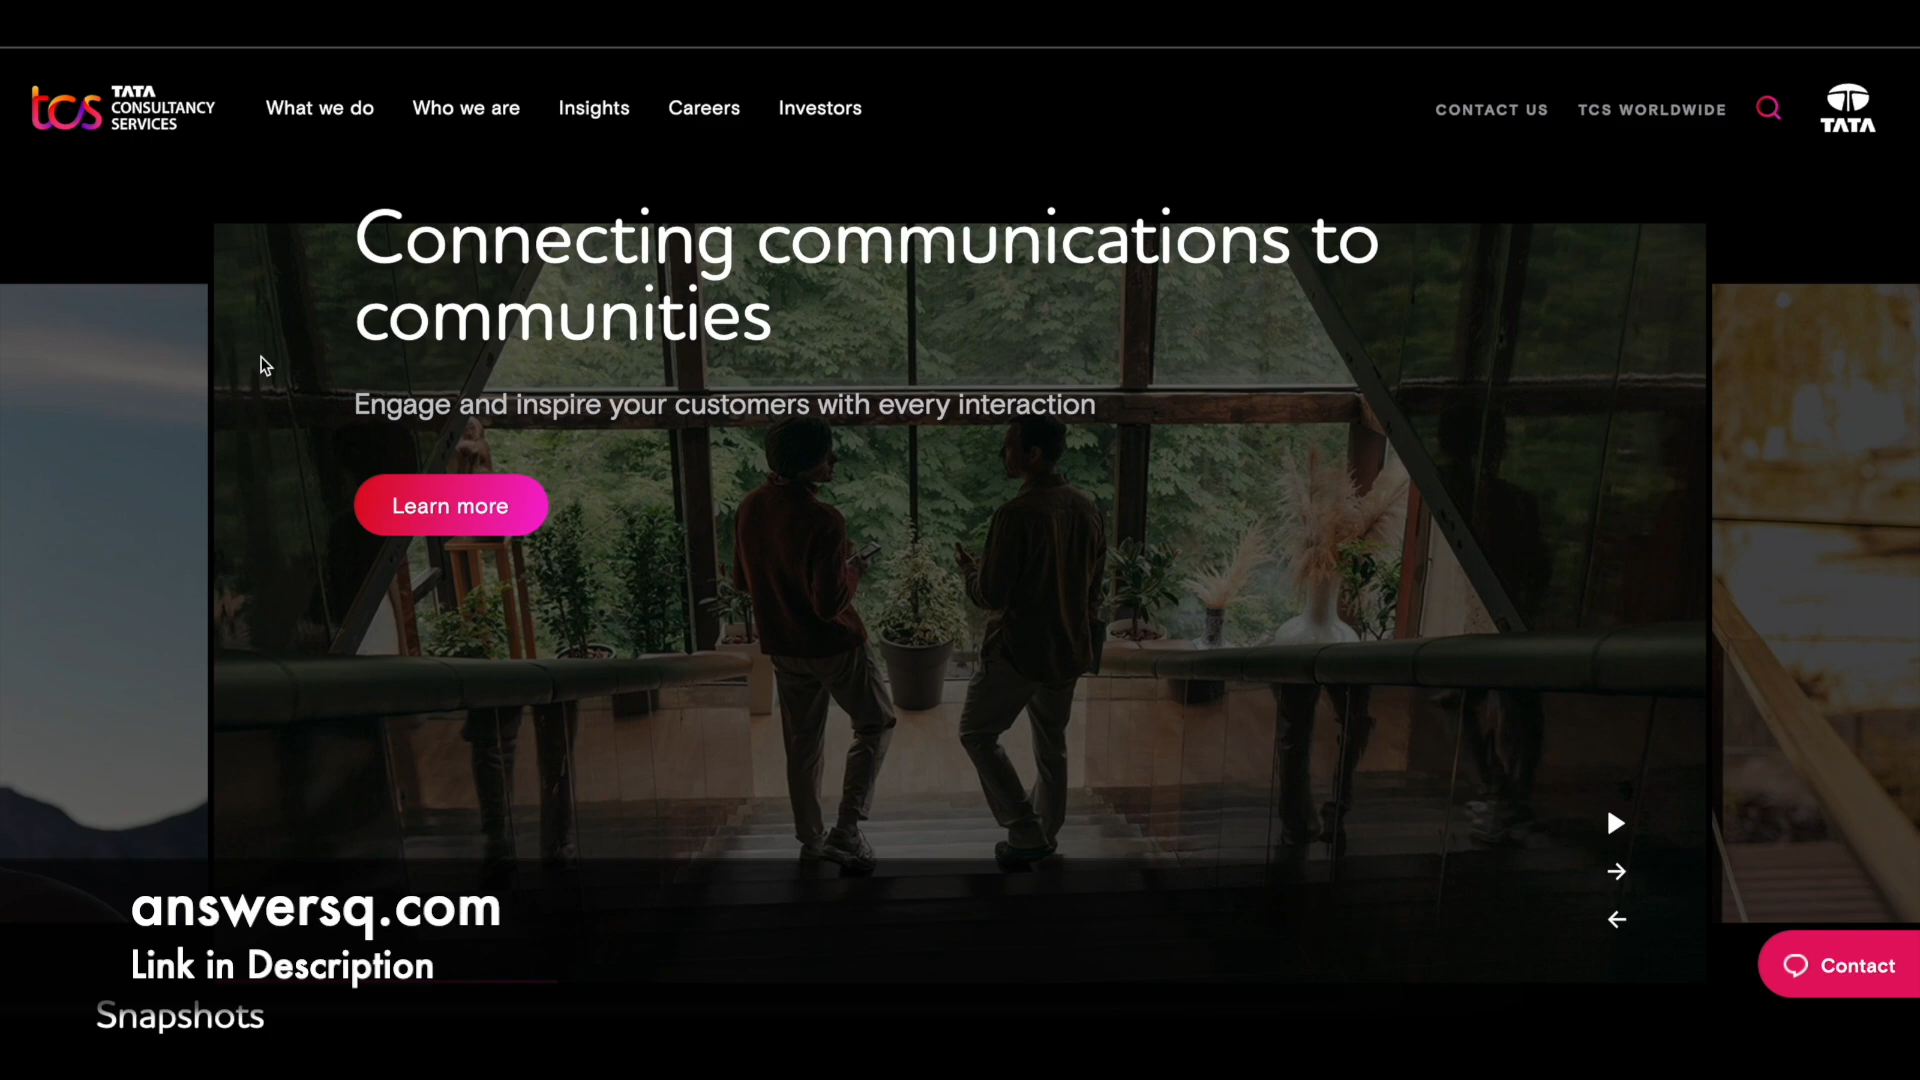 tcs TATA
CONSULTANCY
SERVICES
What we do
Who we are
Insights
Careers
Investors
CONTACT US
TCS WORLDWIDE
TATA
Connecting communications to
communities
Engage and inspire your customers with every interaction
Learn more
answersq.com
Link in Description
Contact
Snapshots